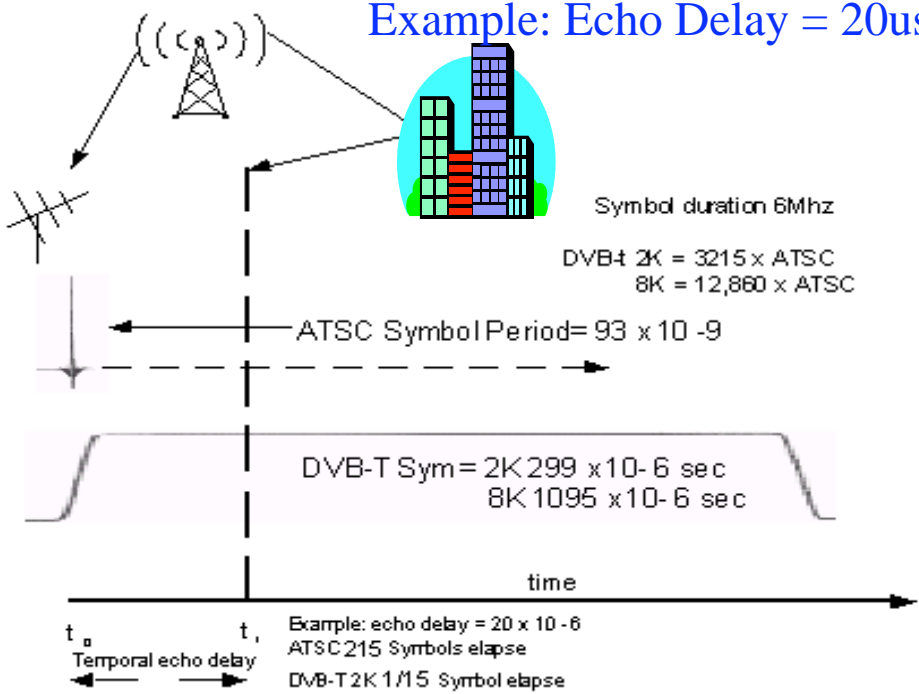 Example: Echo Delay = 20us
Symbol duration 6Mhz
DVB-t 2K = 3215 x ATSC
8K = 12,860 x ATSC
ATSC Symbol Period= 93 x 10 -9
DVB-T Sym= 2K 299 x10- 6 sec
8K 1095 x10- 6 sec
time
t o
t ,
Temporal echo delay
Example: echo delay = 20 x 10 -6
ATSC 215 Symbols elapse
DVB-T 2K 1/15 Symbol elapse